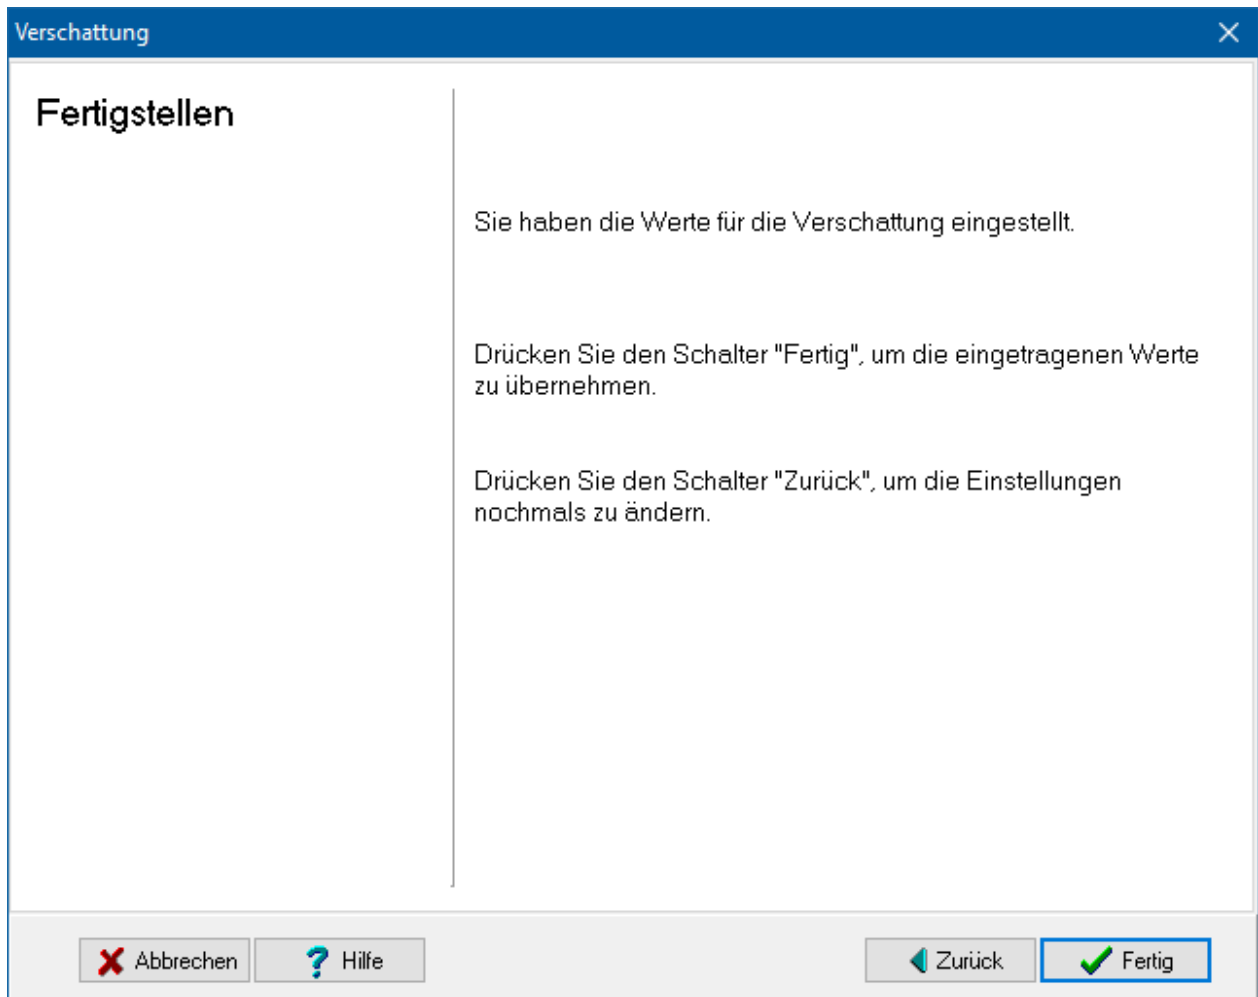 Verschattung
Fertigstellen
Sie haben die Werte für die Verschattung eingestellt.
Drücken Sie den Schalter "Fertig", um die eingetragenen Werte
zu übernehmen.
Drücken Sie den Schalter "Zurück", um die Einstellungen
nochmals zu ändern.
Abbrechen
Hilfe
Zurück
Fertig